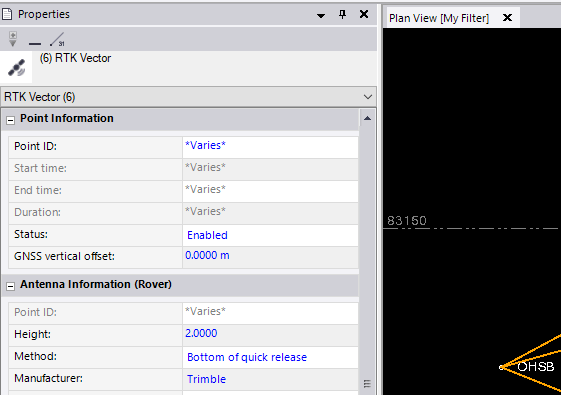 Properties
Plan View [My Filter]
31
(6) RTK Vector
RTK Vector (6)
Point Information
Point ID: *Varies*
Start time: *Varies*
End time: *Varies*
Duration: *Varies*
Status: Enabled
GNSS vertical offset: 0.0000 m
Antenna Information (Rover)
Point ID: *Varies*
Height: 2.0000
Method: Bottom of quick release
Manufacturer: Trimble
83150
OHSB